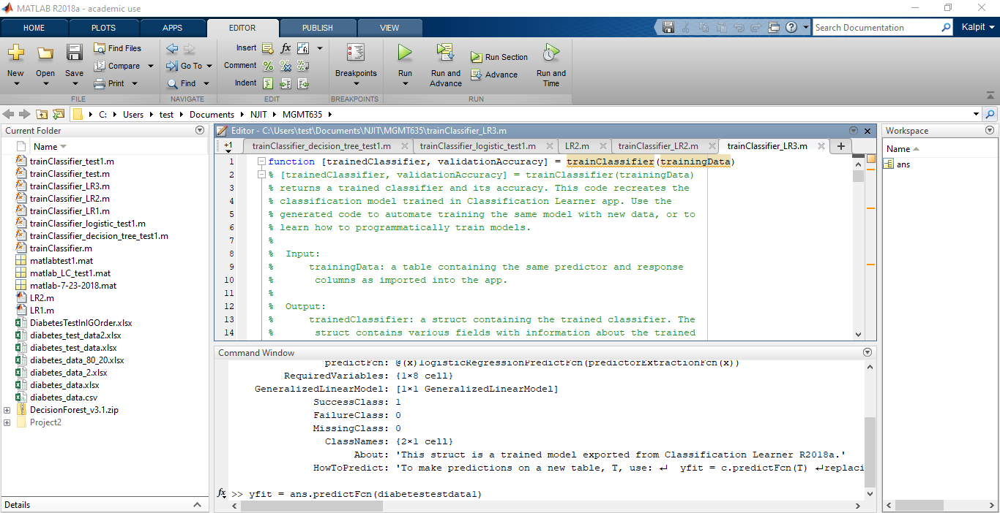 MATLAB R2018a - academic use
HOME PLOTS APPS EDITOR PUBLISH VIEW Search Documentation Kalpit
New Open Save Find Files Compare Print
Go To Find
Insert fx Comment Indent
Breakpoints
Run Run and Advance Run Section Advance Run and Time
FILE NAVIGATE EDIT BREAKPOINTS RUN
C: Users test Documents NJIT MGMT635
Current Folder
Name
trainClassifier_test1.m
trainClassifier_test.m
trainClassifier_LR3.m
trainClassifier_LR2.m
trainClassifier_LR1.m
trainClassifier_logistic_test1.m
trainClassifier_decision_tree_test1.m
trainClassifier.m
matlabtest1.mat
matlab_LC_test1.mat
matlab-7-23-2018.mat
LR2.m
LR1.m
DiabetesTestInIGOrder.xlsx
diabetes_test_data2.xlsx
diabetes_test_data.xlsx
diabetes_data_80_20.xlsx
diabetes_data_2.xlsx
diabetes_data.xlsx
diabetes_data.csv
DecisionForest_v3.1.zip
Project2
Details
Editor - C:\Users\test\Documents\NJIT\MGMT635\trainClassifier_LR3.m
+1 trainClassifier_decision_tree_test1.m trainClassifier_logistic_test1.m LR2.m trainClassifier_LR2.m trainClassifier_LR3.m
1 function [trainedClassifier, validationAccuracy] = trainClassifier(trainingData)
2 % [trainedClassifier, validationAccuracy] = trainClassifier(trainingData)
3 % returns a trained classifier and its accuracy. This code recreates the
4 % classification model trained in Classification Learner app. Use the
5 % generated code to automate training the same model with new data, or to
6 % learn how to programmatically train models.
7 %
8 % Input:
9 % trainingData: a table containing the same predictor and response
10 % columns as imported into the app.
11 %
12 % Output:
13 % trainedClassifier: a struct containing the trained classifier. The
14 % struct contains various fields with information about the trained
Command Window
predictFcn: @(x)logisticRegressionPredictFcn(predictorExtractionFcn(x))
RequiredVariables: {1×8 cell}
GeneralizedLinearModel: [1×1 GeneralizedLinearModel]
SuccessClass: 1
FailureClass: 0
MissingClass: 0
ClassNames: {2×1 cell}
About: 'This struct is a trained model exported from Classification Learner R2018a.'
HowToPredict: 'To make predictions on a new table, T, use: ↵ yfit = c.predictFcn(T) ↵replaci
fx >> yfit = ans.predictFcn(diabetestestdata1)
Workspace
Name
ans